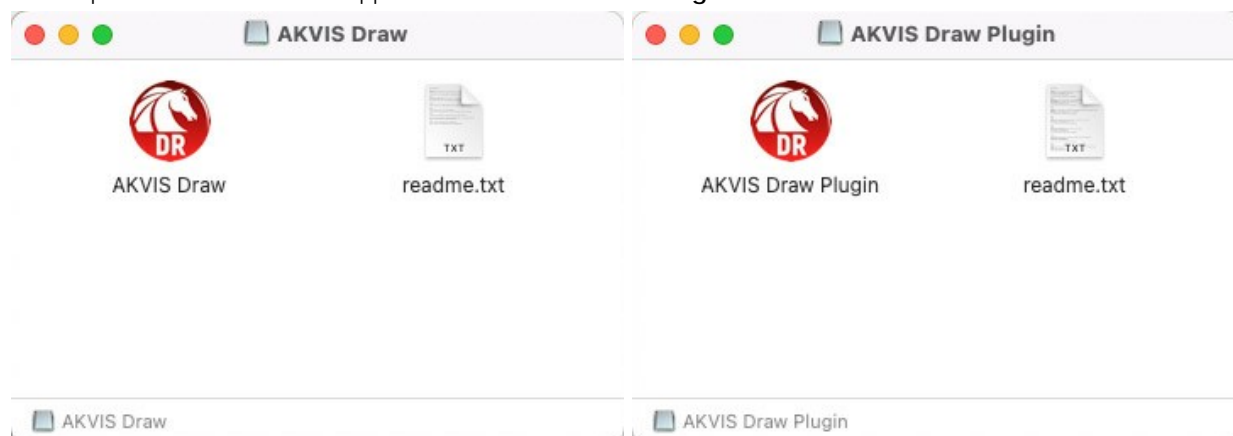 AKVIS Draw
DR
TXT
AKVIS Draw
readme.txt
AKVIS Draw
AKVIS Draw Plugin
DR
TXT
AKVIS Draw Plugin
readme.txt
AKVIS Draw Plugin